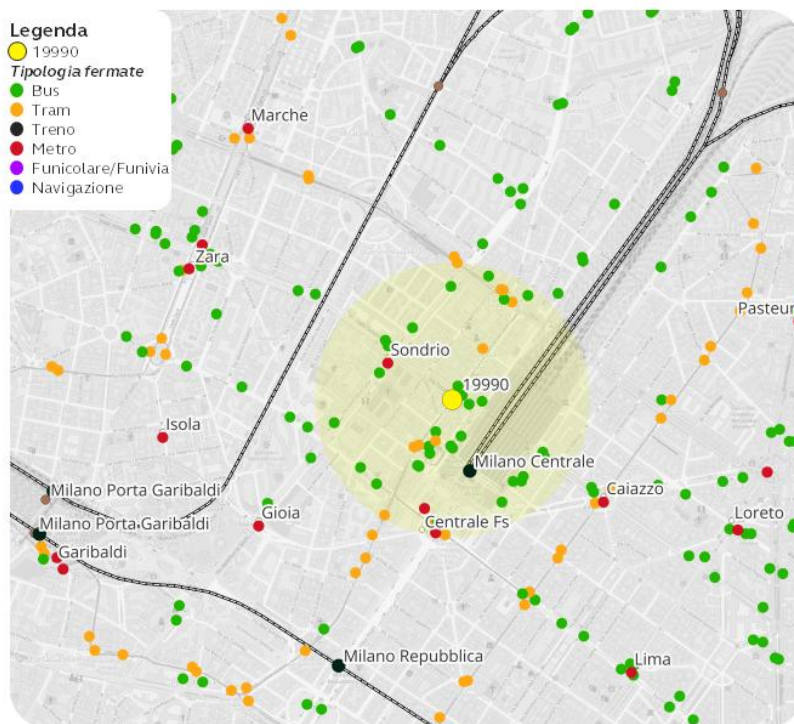 Legenda
19990
Tipologia fermate
Bus
Tram
Treno
Metro
Funicolare/Funivia
Navigazione
Marche
Zara
Pasteur
Sondrio
19990
Isola
Milano Centrale
Milano Porta Garibaldi
Caiazzo
Gioia
Centrale Fs
Loreto
Milano Porta Garibaldi
Garibaldi
Milano Repubblica
Lima